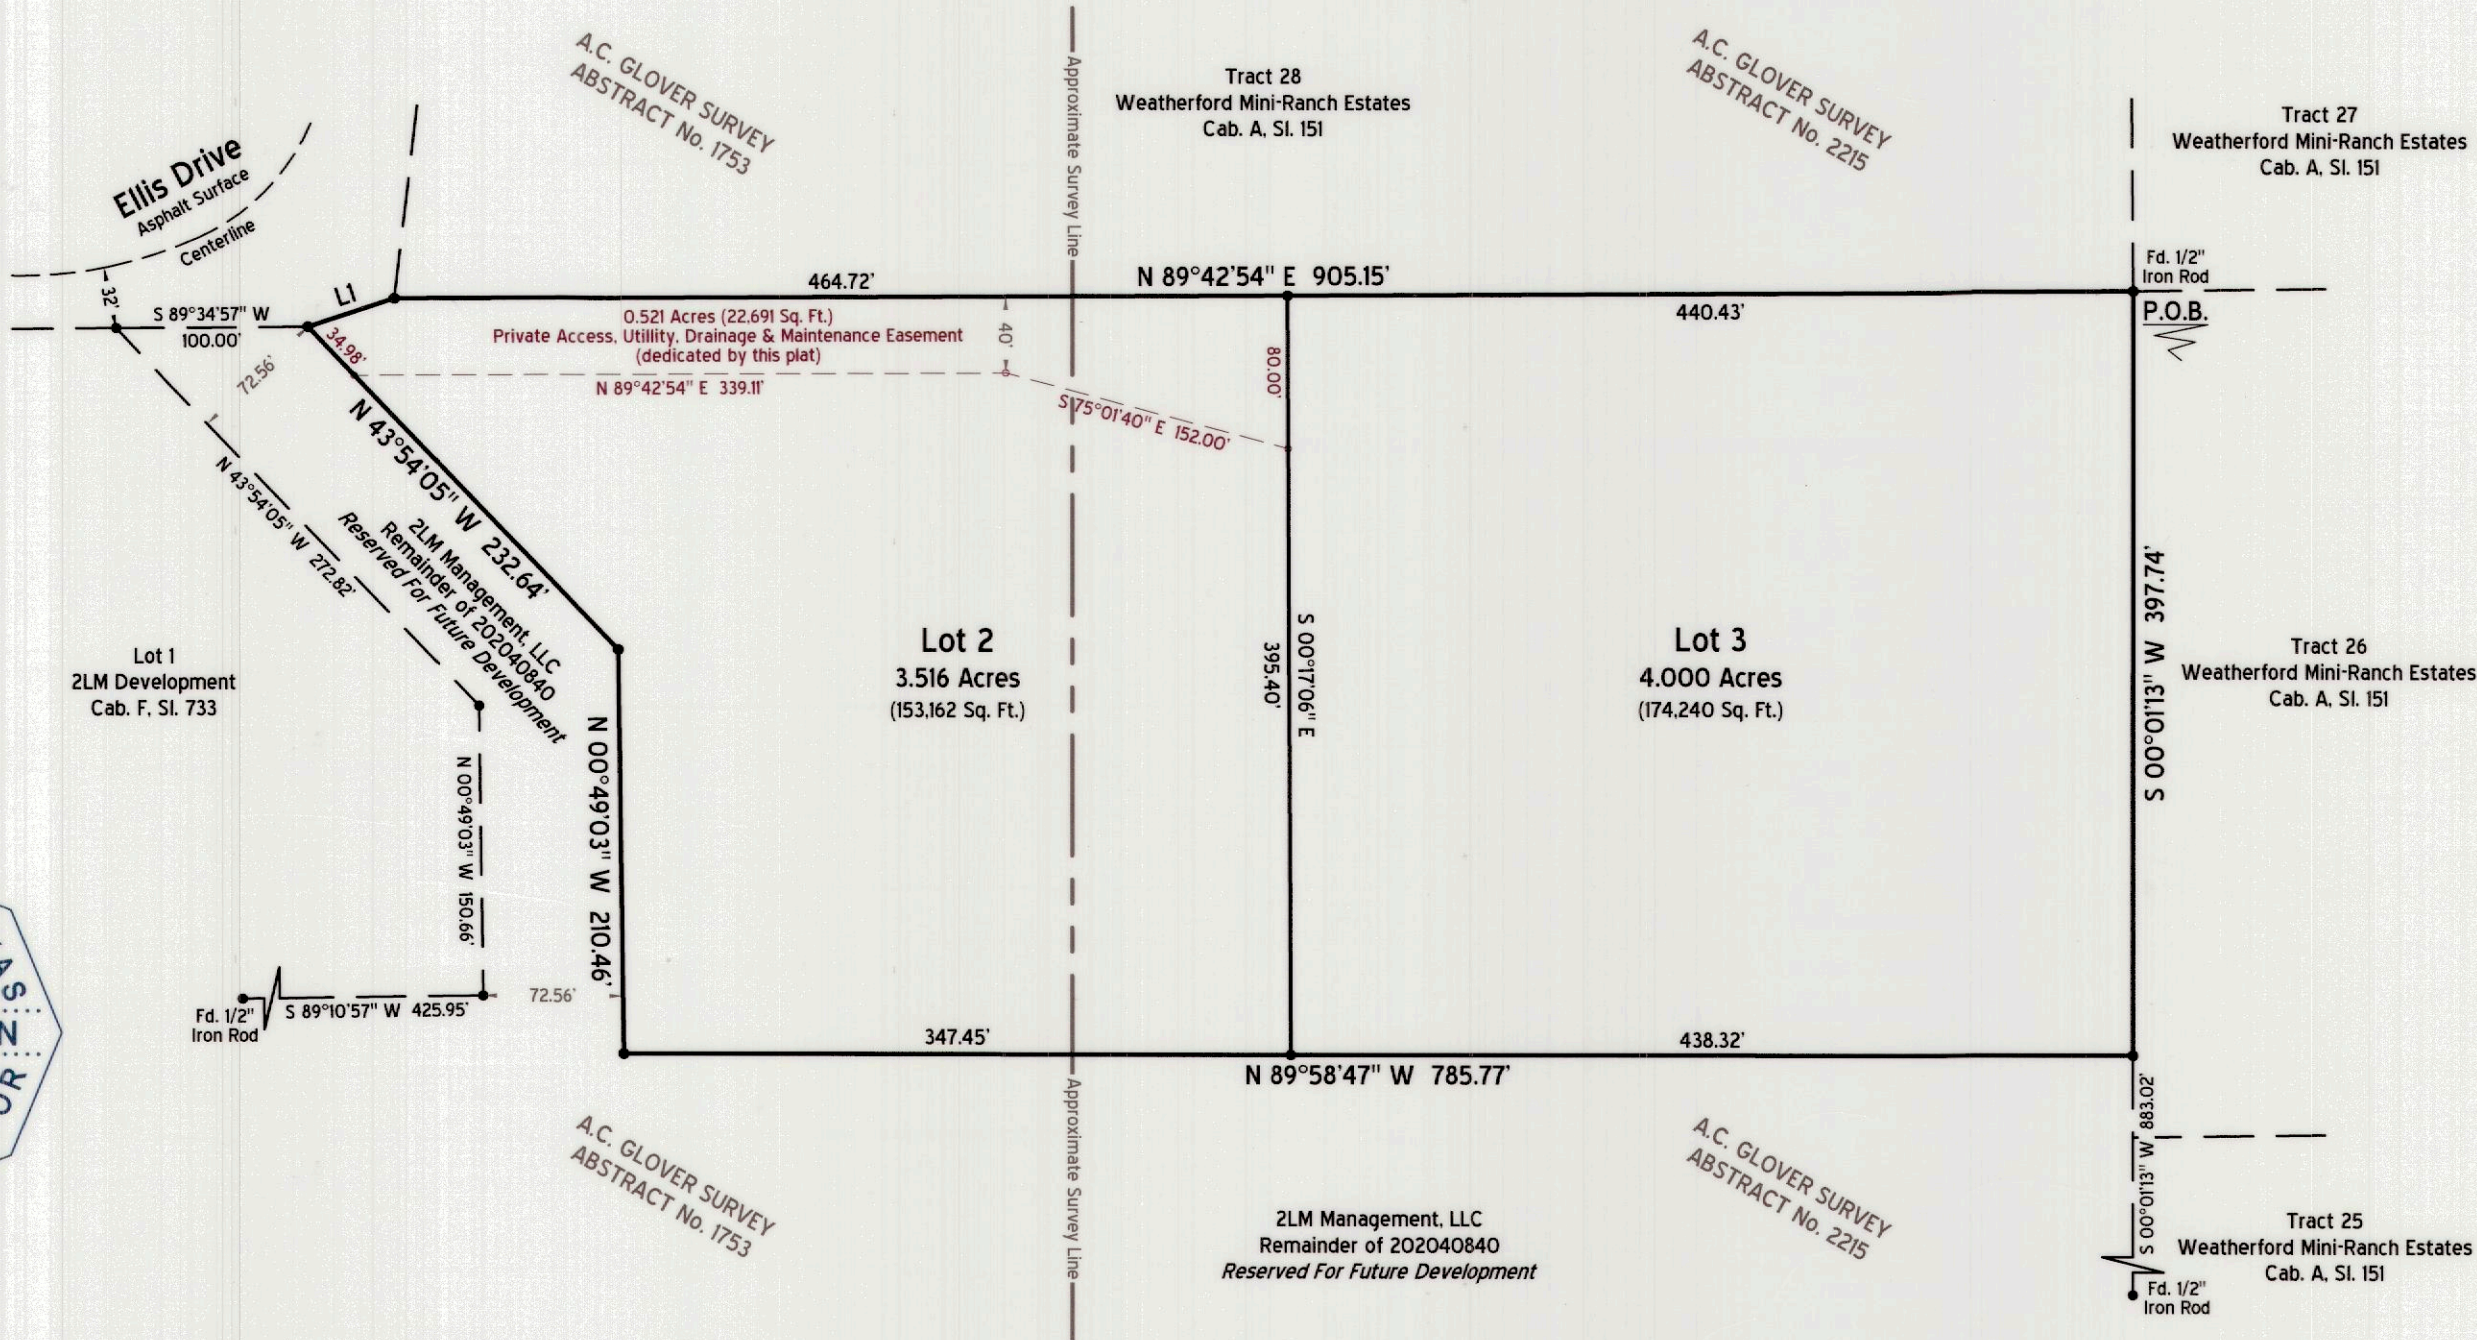 A.C. GLOVER SURVEY
ABSTRACT No. 1753
Approximate Survey Line
Tract 28
Weatherford Mini-Ranch Estates
Cab. A, Sl. 151
A.C. GLOVER SURVEY
ABSTRACT No. 2215
Tract 27
Weatherford Mini-Ranch Estates
Cab. A, Sl. 151
Ellis Drive
Asphalt Surface
Centerline
32'
S 89°34'57" W
100.00'
L1
464.72'
N 89°42'54" E 905.15'
440.43'
Fd. 1/2"
Iron Rod
P.O.B.
0.521 Acres (22,691 Sq. Ft.)
Private Access, Utillity, Drainage & Maintenance Easement
(dedicated by this plat)
40'
34.98'
72.56'
N 89°42'54" E 339.11'
S 75°01'40" E 152.00'
80.00'
N 43°54'05" W 232.64'
N 43°54'05" W 272.82'
2LM Management, LLC
Remainder of 202040840
Reserved For Future Development
Lot 1
2LM Development
Cab. F, Sl. 733
Lot 2
3.516 Acres
(153,162 Sq. Ft.)
395.40'
S 00°17'06" E
Lot 3
4.000 Acres
(174,240 Sq. Ft.)
S 00°01'13" W 397.74'
Tract 26
Weatherford Mini-Ranch Estates
Cab. A, Sl. 151
N 00°49'03" W 150.66'
N 00°49'03" W 210.46'
72.56'
Fd. 1/2"
Iron Rod
S 89°10'57" W 425.95'
347.45'
438.32'
N 89°58'47" W 785.77'
A.C. GLOVER SURVEY
ABSTRACT No. 1753
Approximate Survey Line
2LM Management, LLC
Remainder of 202040840
Reserved For Future Development
A.C. GLOVER SURVEY
ABSTRACT No. 2215
S 00°01'13" W 883.02'
Tract 25
Weatherford Mini-Ranch Estates
Cab. A, Sl. 151
Fd. 1/2"
Iron Rod